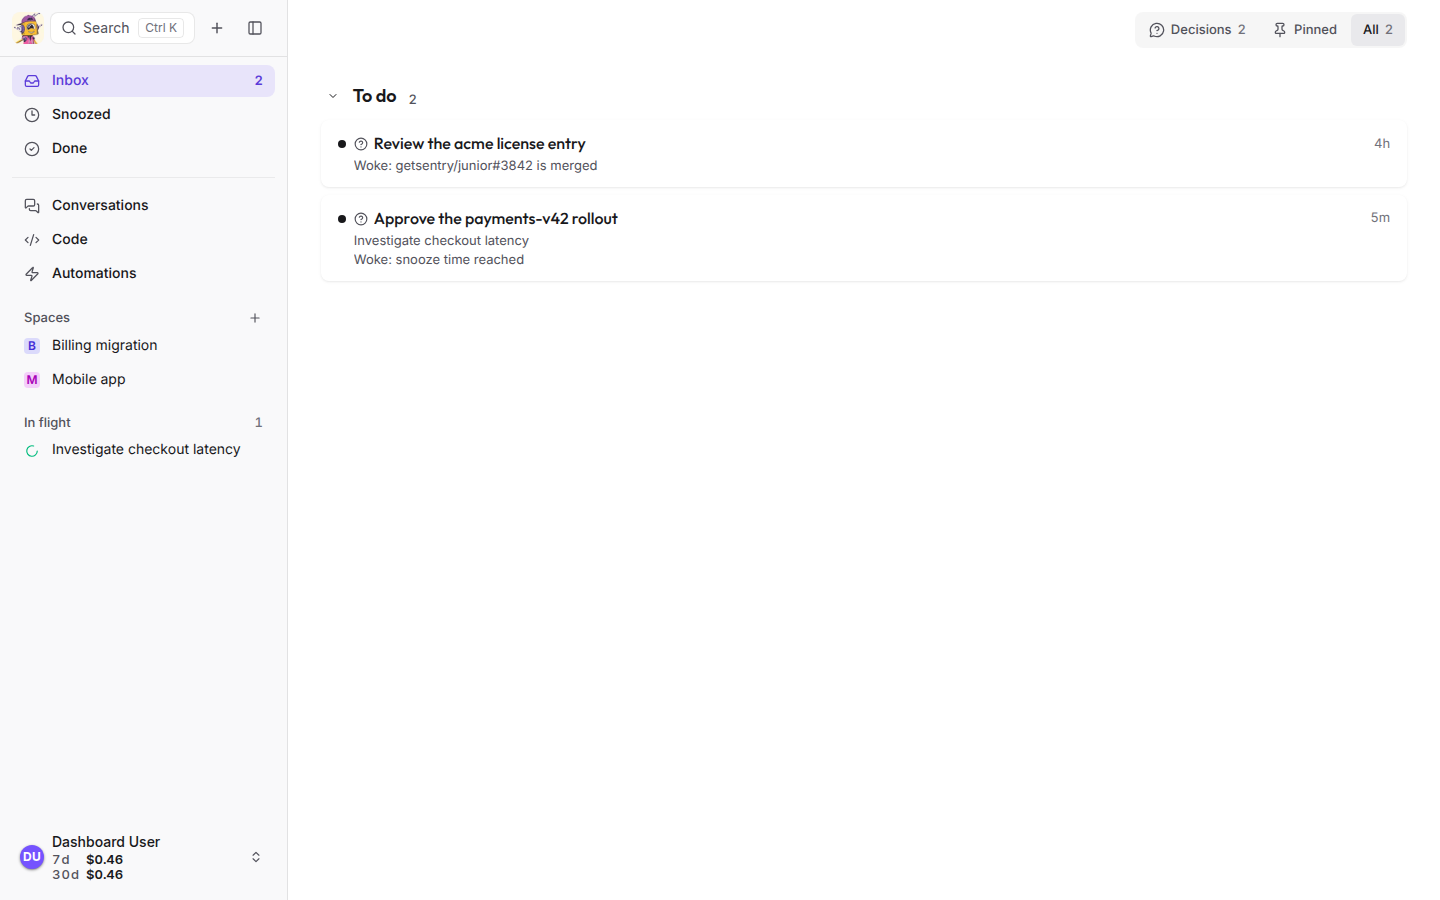 Search Ctrl K
Inbox 2
Snoozed
Done
Conversations
Code
Automations
Spaces
B Billing migration
M Mobile app
In flight 1
Investigate checkout latency
DU Dashboard User
7d $0.46
30d $0.46
Decisions 2 Pinned All 2
To do 2
Review the acme license entry 4h
Woke: getsentry/junior#3842 is merged
Approve the payments-v42 rollout 5m
Investigate checkout latency
Woke: snooze time reached